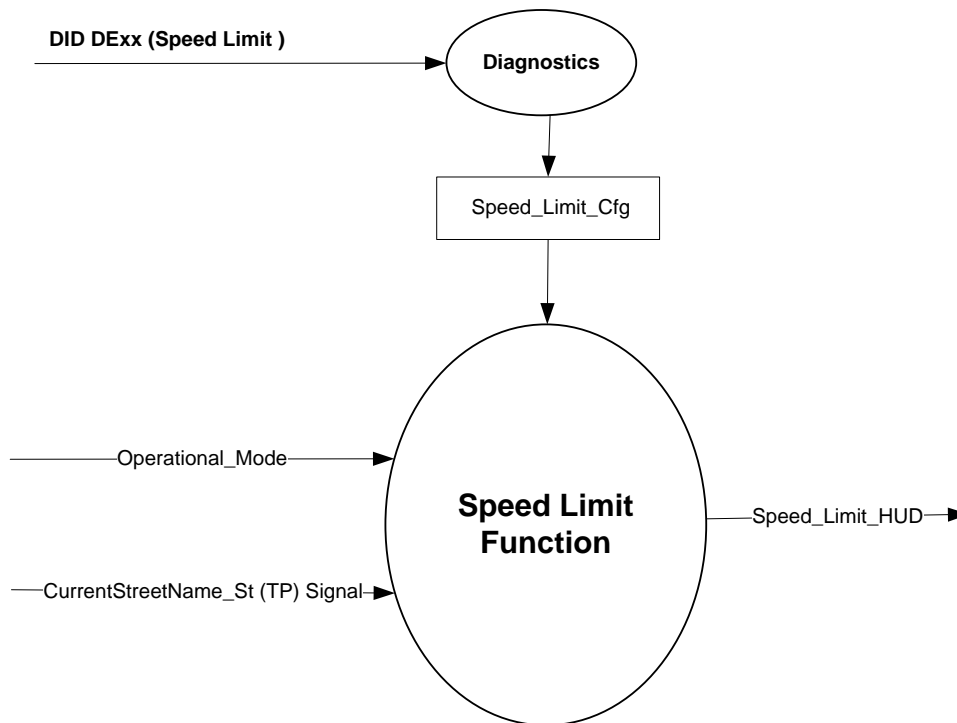 DID DExx (Speed Limit )
Diagnostics
Speed_Limit_Cfg
Operational_Mode
Speed Limit
Function
Speed_Limit_HUD
CurrentStreetName_St (TP) Signal